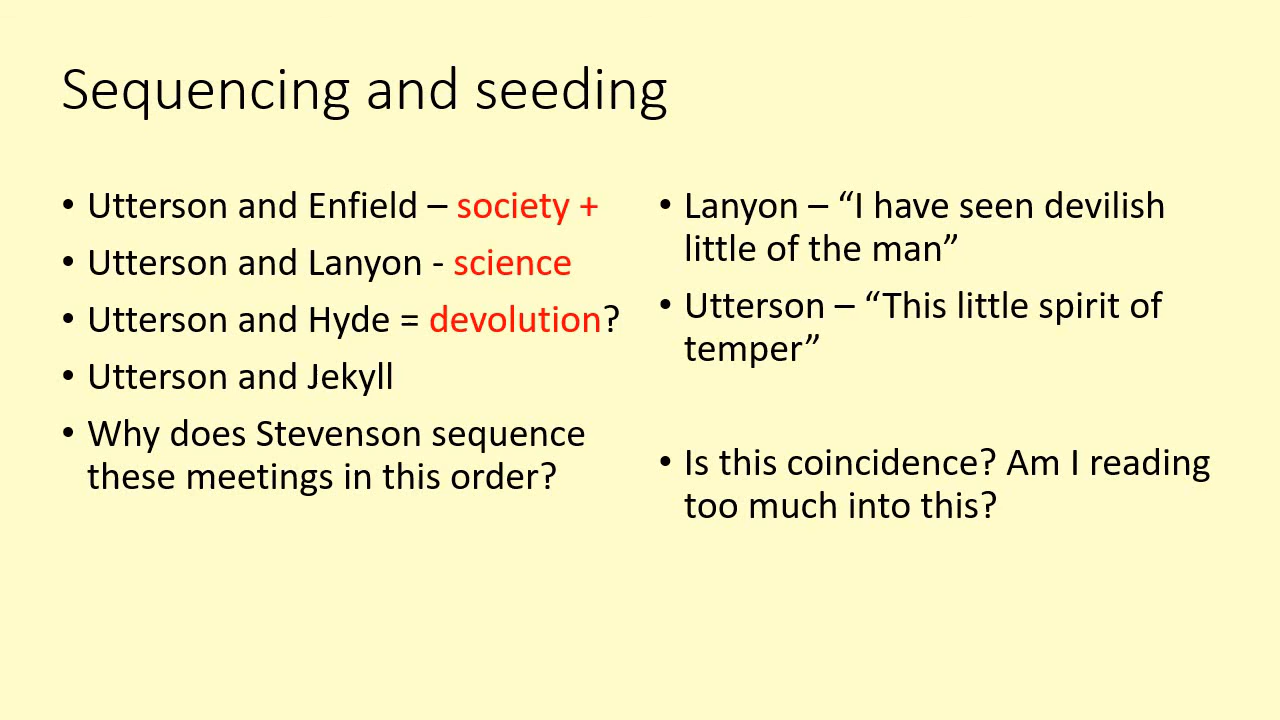 Sequencing and seeding
• Utterson and Enfield – society +
• Utterson and Lanyon - science
• Utterson and Hyde = devolution?
• Utterson and Jekyll
• Why does Stevenson sequence
these meetings in this order?
• Lanyon – “I have seen devilish
little of the man”
• Utterson – “This little spirit of
temper”
• Is this coincidence? Am I reading
too much into this?